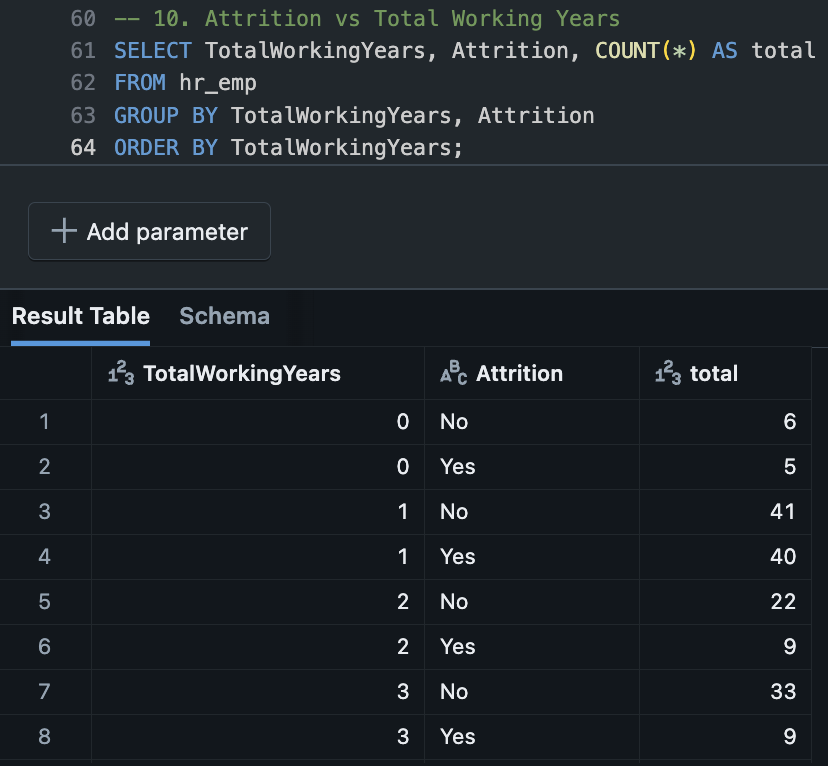 60 -- 10. Attrition vs Total Working Years
61 SELECT TotalWorkingYears, Attrition, COUNT(*) AS total
62 FROM hr_emp
63 GROUP BY TotalWorkingYears, Attrition
64 ORDER BY TotalWorkingYears;
+ Add parameter
Result Table Schema
123 TotalWorkingYears ABC Attrition 123 total
1 0 No 6
2 0 Yes 5
3 1 No 41
4 1 Yes 40
5 2 No 22
6 2 Yes 9
7 3 No 33
8 3 Yes 9